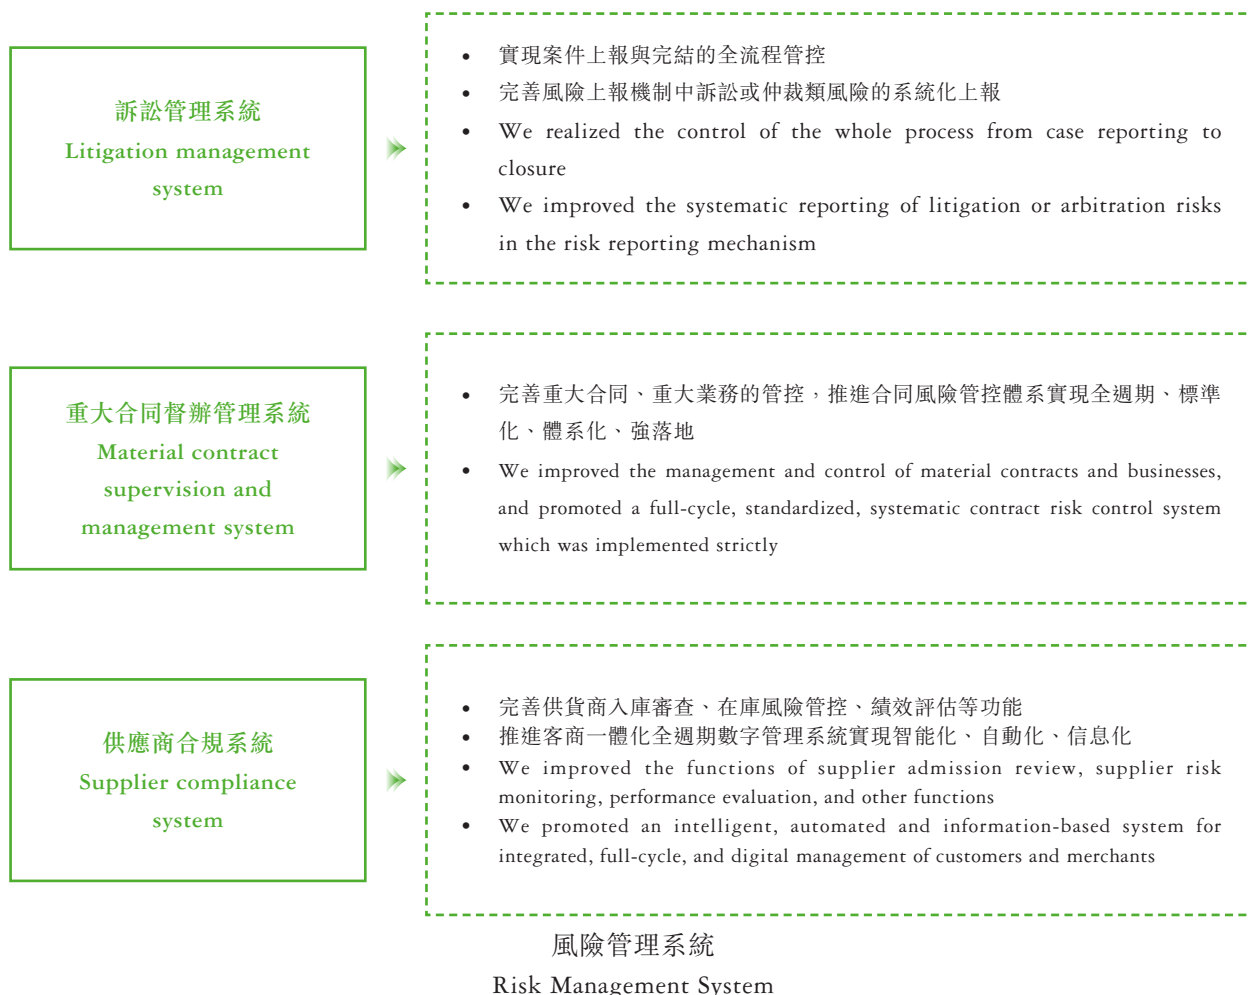 訴訟管理系統
Litigation management
system
• 實現案件上報與完結的全流程管控
• 完善風險上報機制中訴訟或仲裁類風險的系統化上報
• We realized the control of the whole process from case reporting to
closure
• We improved the systematic reporting of litigation or arbitration risks
in the risk reporting mechanism
重大合同督辦管理系統
Material contract
supervision and
management system
• 完善重大合同、重大業務的管控，推進合同風險管控體系實現全週期、標準
化、體系化、強落地
• We improved the management and control of material contracts and businesses,
and promoted a full-cycle, standardized, systematic contract risk control system
which was implemented strictly
供應商合規系統
Supplier compliance
system
• 完善供貨商入庫審查、在庫風險管控、績效評估等功能
• 推進客商一體化全週期數字管理系統實現智能化、自動化、信息化
• We improved the functions of supplier admission review, supplier risk
monitoring, performance evaluation, and other functions
• We promoted an intelligent, automated and information-based system for
integrated, full-cycle, and digital management of customers and merchants
風險管理系統
Risk Management System